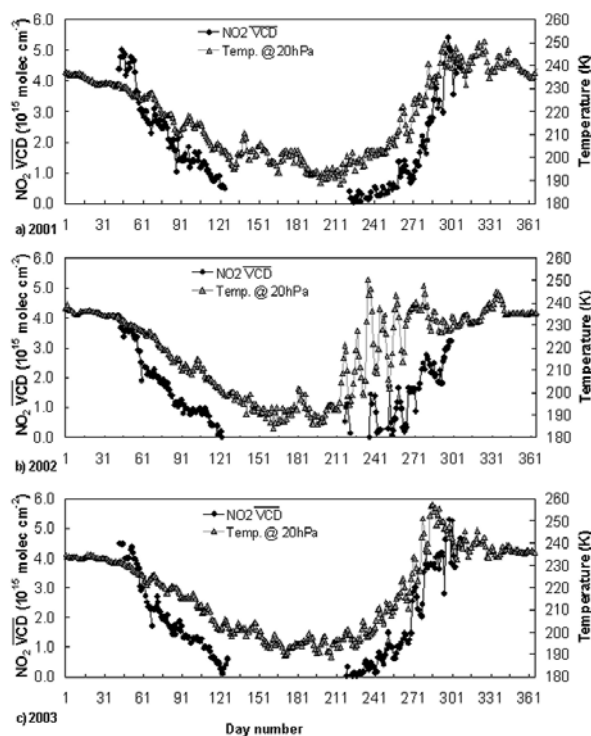 NO2 VCD
Temp. @ 20hPa
NO2 VCD (10^15 molec cm^-2)
6.0
5.0
4.0
3.0
2.0
1.0
0.0
260
250
240
230
220
210
200
190
180
Temperature (K)
1 31 61 91 121 151 181 211 241 271 301 331 361
a) 2001
NO2 VCD
Temp. @ 20hPa
NO2 VCD (10^15 molec cm^-2)
6.0
5.0
4.0
3.0
2.0
1.0
0.0
260
250
240
230
220
210
200
190
180
Temperature (K)
1 31 61 91 121 151 181 211 241 271 301 331 361
b) 2002
NO2 VCD
Temp. @ 20hPa
NO2 VCD (10^15 molec cm^-2)
6.0
5.0
4.0
3.0
2.0
1.0
0.0
260
250
240
230
220
210
200
190
180
Temperature (K)
1 31 61 91 121 151 181 211 241 271 301 331 361
c) 2003
Day number